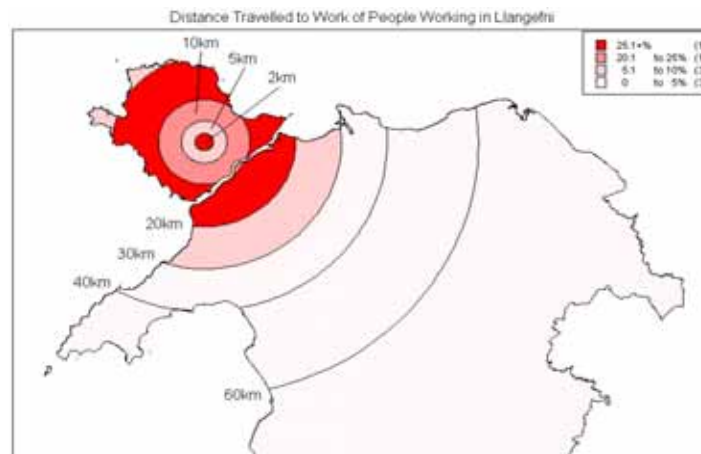 Distance Travelled to Work of People Working in Llangefni
10km
5km
2km
25.1+%
20.1 to 25%
5.1 to 10%
0 to 5%
20km
30km
40km
60km